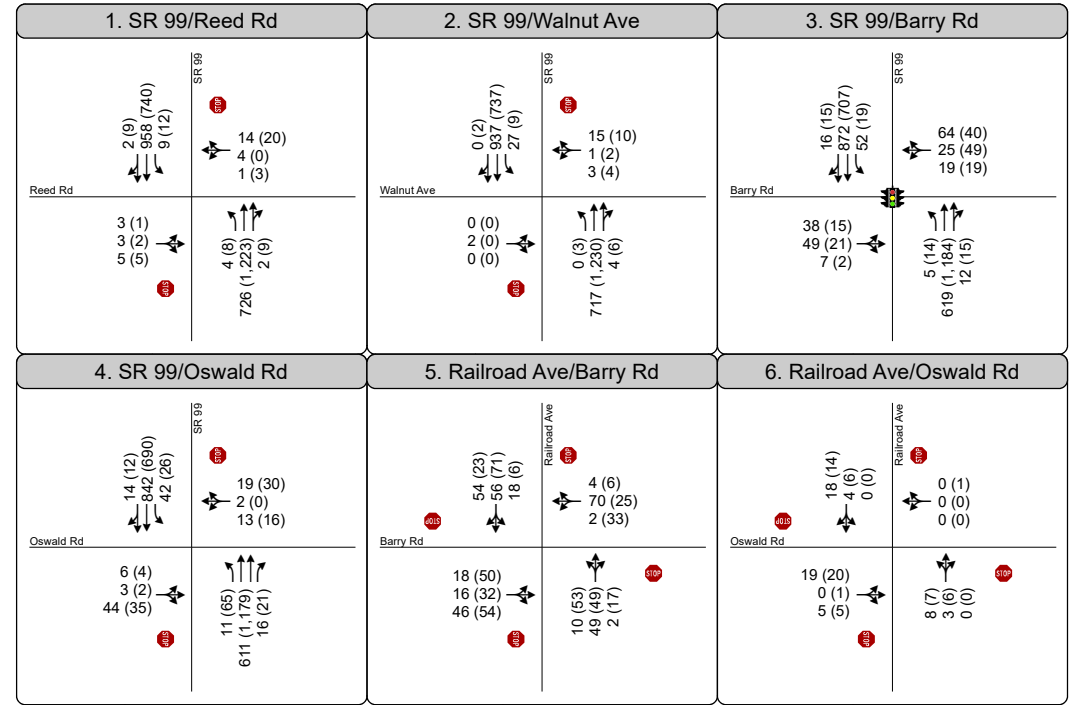 1. SR 99/Reed Rd
SR 99
STOP
2 (9)
958 (740)
9 (12)
14 (20)
4 (0)
1 (3)
Reed Rd
3 (1)
3 (2)
5 (5)
STOP
4 (8)
726 (1,223)
2 (9)
2. SR 99/Walnut Ave
SR 99
STOP
0 (2)
937 (737)
27 (9)
15 (10)
1 (2)
3 (4)
Walnut Ave
0 (0)
2 (0)
0 (0)
STOP
0 (3)
717 (1,230)
4 (6)
3. SR 99/Barry Rd
SR 99
16 (15)
872 (707)
52 (19)
64 (40)
25 (49)
19 (19)
Barry Rd
38 (15)
49 (21)
7 (2)
5 (14)
619 (1,184)
12 (15)
4. SR 99/Oswald Rd
SR 99
STOP
14 (12)
842 (690)
42 (26)
19 (30)
2 (0)
13 (16)
Oswald Rd
6 (4)
3 (2)
44 (35)
STOP
11 (65)
611 (1,179)
16 (21)
5. Railroad Ave/Barry Rd
Railroad Ave
STOP
54 (23)
56 (71)
18 (6)
4 (6)
70 (25)
2 (33)
STOP
Barry Rd
18 (50)
16 (32)
46 (54)
STOP
STOP
10 (53)
49 (49)
2 (17)
6. Railroad Ave/Oswald Rd
Railroad Ave
STOP
18 (14)
4 (6)
0 (0)
0 (1)
0 (0)
0 (0)
STOP
Oswald Rd
19 (20)
0 (1)
5 (5)
STOP
STOP
8 (7)
3 (6)
0 (0)